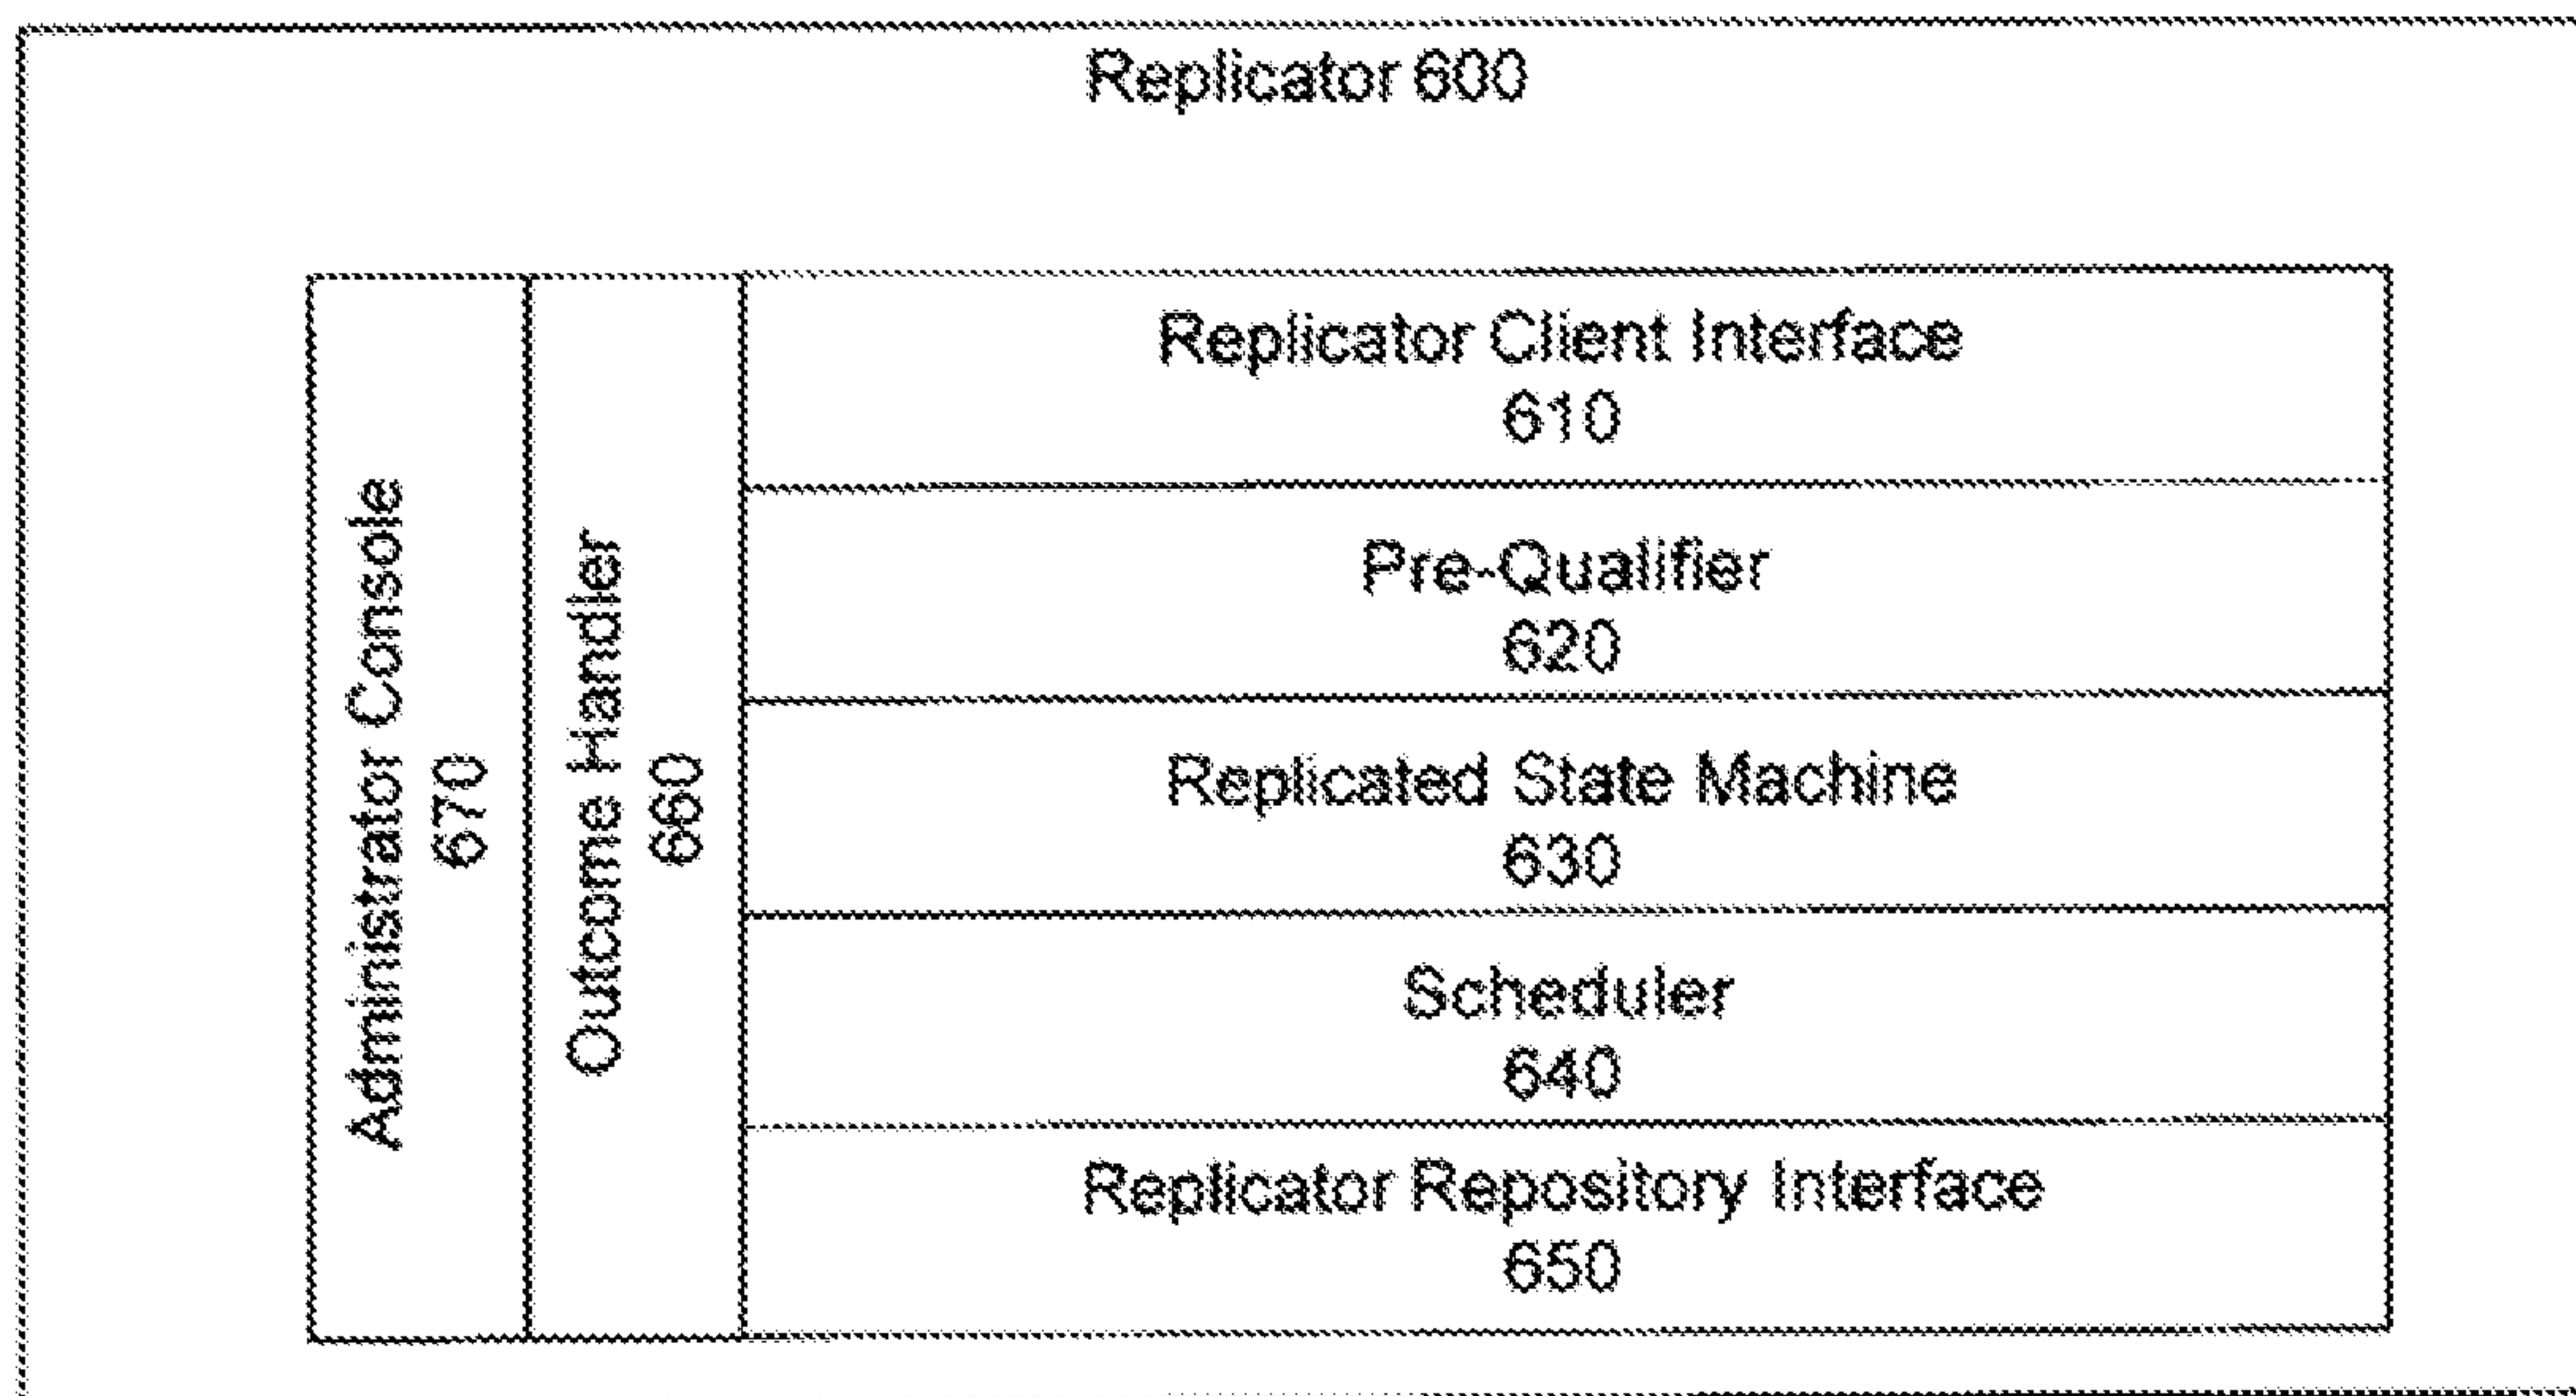 Replicator 600
Administrator Console
670
Outcome Handler
660
Replicator Client Interface
610
Pre-Qualifier
620
Replicated State Machine
630
Scheduler
640
Replicator Repository Interface
650